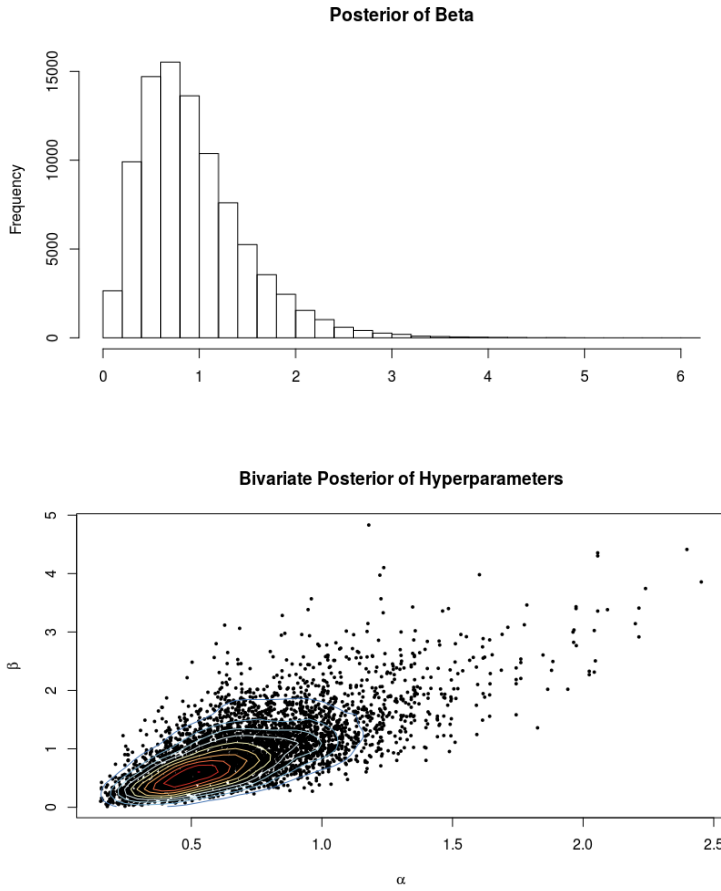 Posterior of Beta
Frequency
15000
10000
5000
0
0 1 2 3 4 5 6
Bivariate Posterior of Hyperparameters
β
5
4
3
2
1
0
0.5 1.0 1.5 2.0 2.5
α